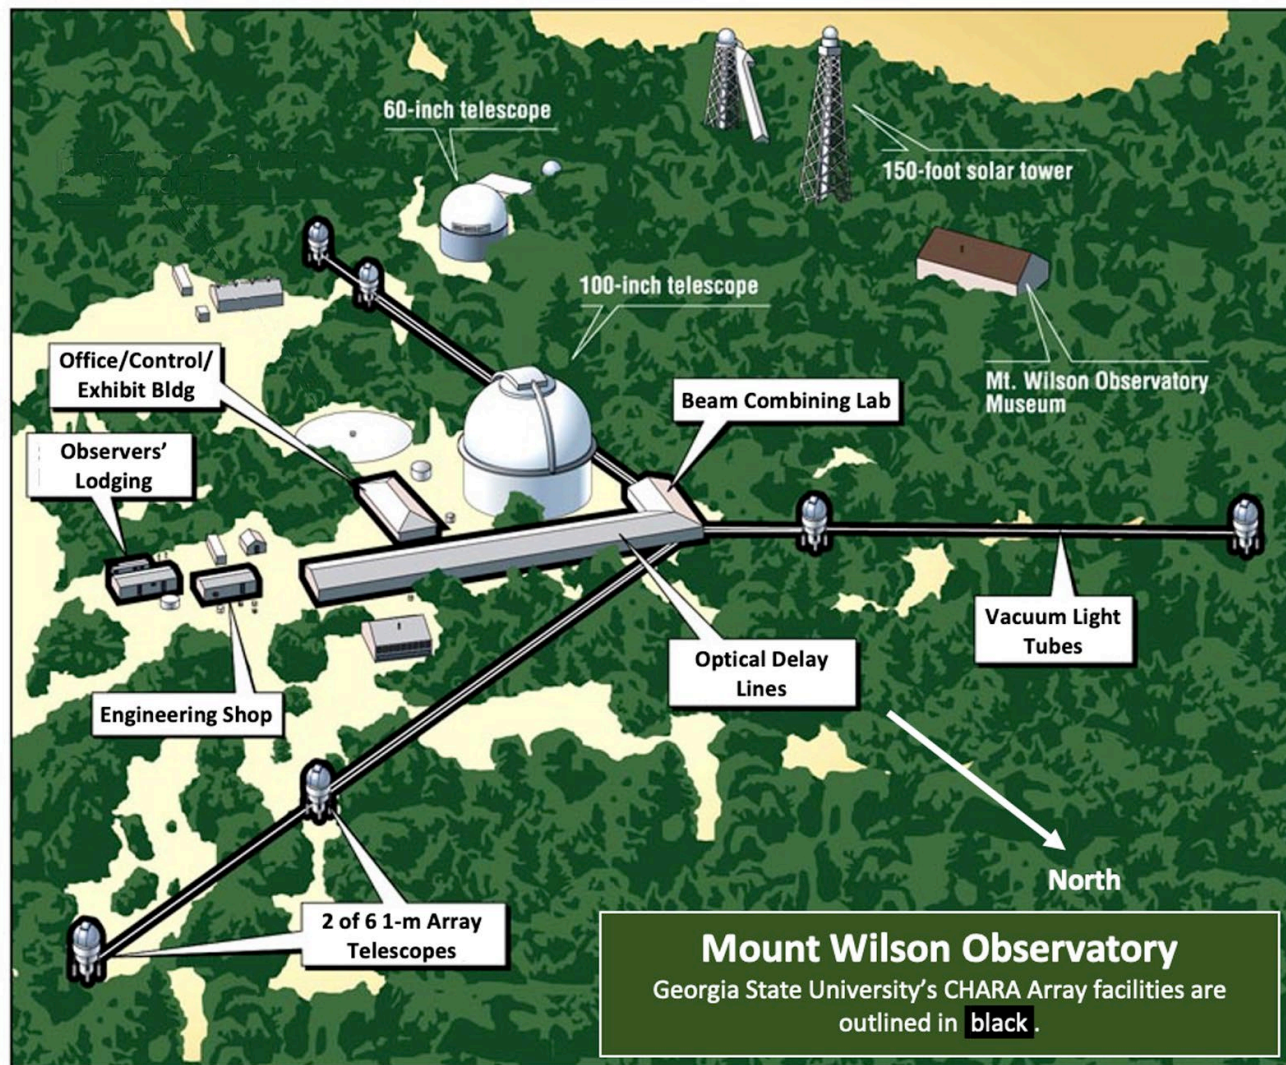 60-inch telescope
150-foot solar tower
100-inch telescope
Office/Control/
Exhibit Bldg
Beam Combining Lab
Mt. Wilson Observatory
Museum
Observers’
Lodging
Vacuum Light
Tubes
Optical Delay
Lines
Engineering Shop
North
2 of 6 1-m Array
Telescopes
Mount Wilson Observatory
Georgia State University’s CHARA Array facilities are
outlined in black.